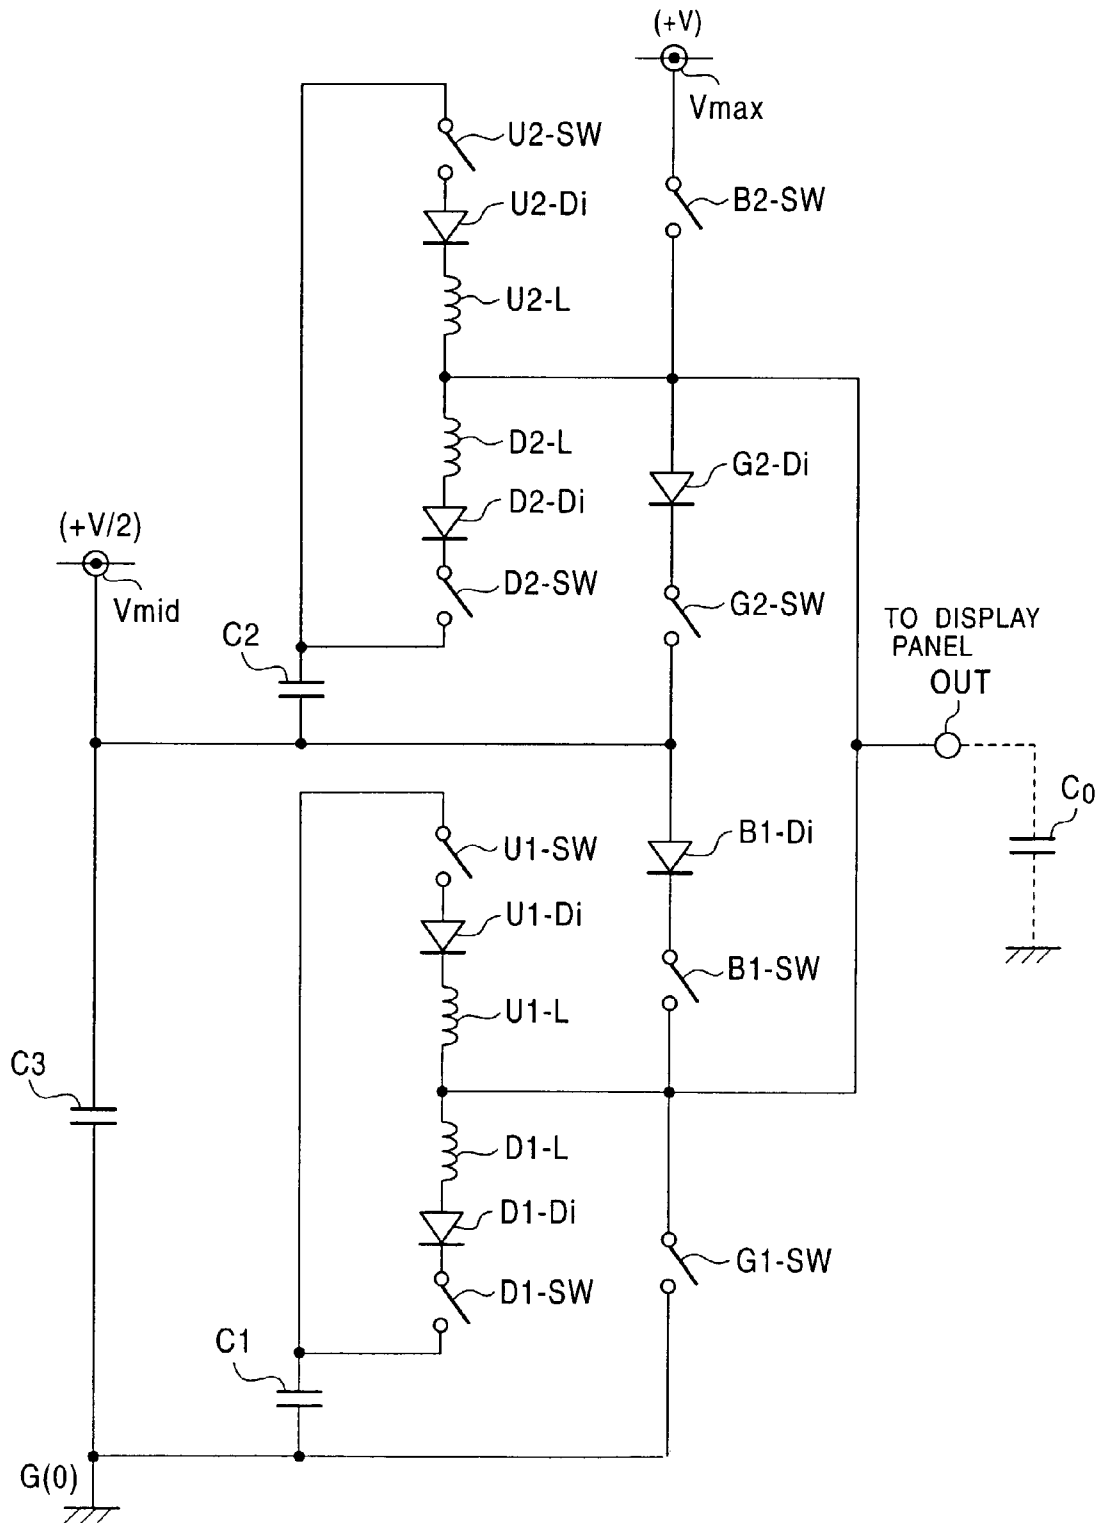 (+V)
Vmax
U2-SW
B2-SW
U2-Di
U2-L
D2-L
G2-Di
D2-Di
(+V/2)
Vmid
D2-SW
G2-SW
C2
TO DISPLAY
PANEL
OUT
C0
B1-Di
U1-SW
U1-Di
B1-SW
U1-L
C3
D1-L
D1-Di
G1-SW
D1-SW
C1
G(0)